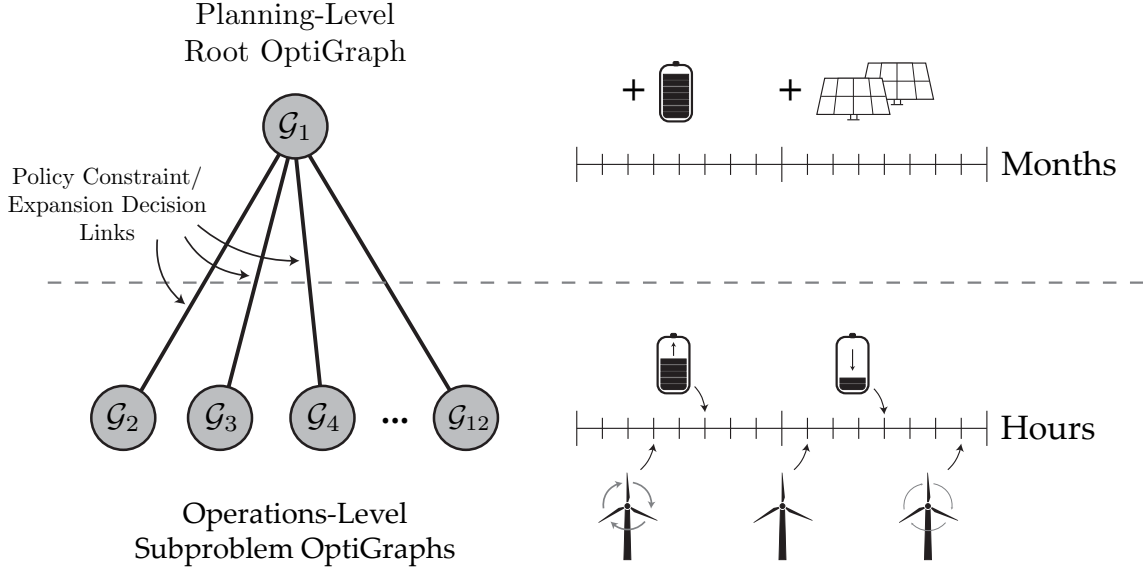 Planning-Level
Root OptiGraph
𝒢₁
Policy Constraint/
Expansion Decision
Links
+
+
Months
𝒢₂
𝒢₃
𝒢₄
...
𝒢₁₂
Hours
Operations-Level
Subproblem OptiGraphs